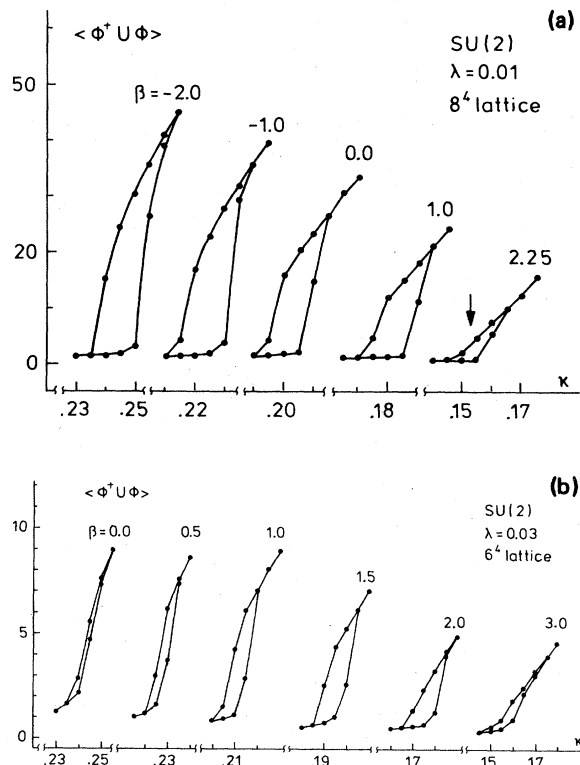 (a)
< Φ⁺ U Φ >
SU(2)
λ = 0.01
8⁴ lattice
50
β = -2.0
-1.0
0.0
1.0
2.25
20
0
κ
.23 .25 .22 .20 .18 .15 .17
(b)
< Φ⁺ U Φ >
SU(2)
λ = 0.03
6⁴ lattice
10
β = 0.0 0.5 1.0
1.5
2.0 3.0
5
0
κ
.23 .25 .23 .21 .19 .17 .15 .17